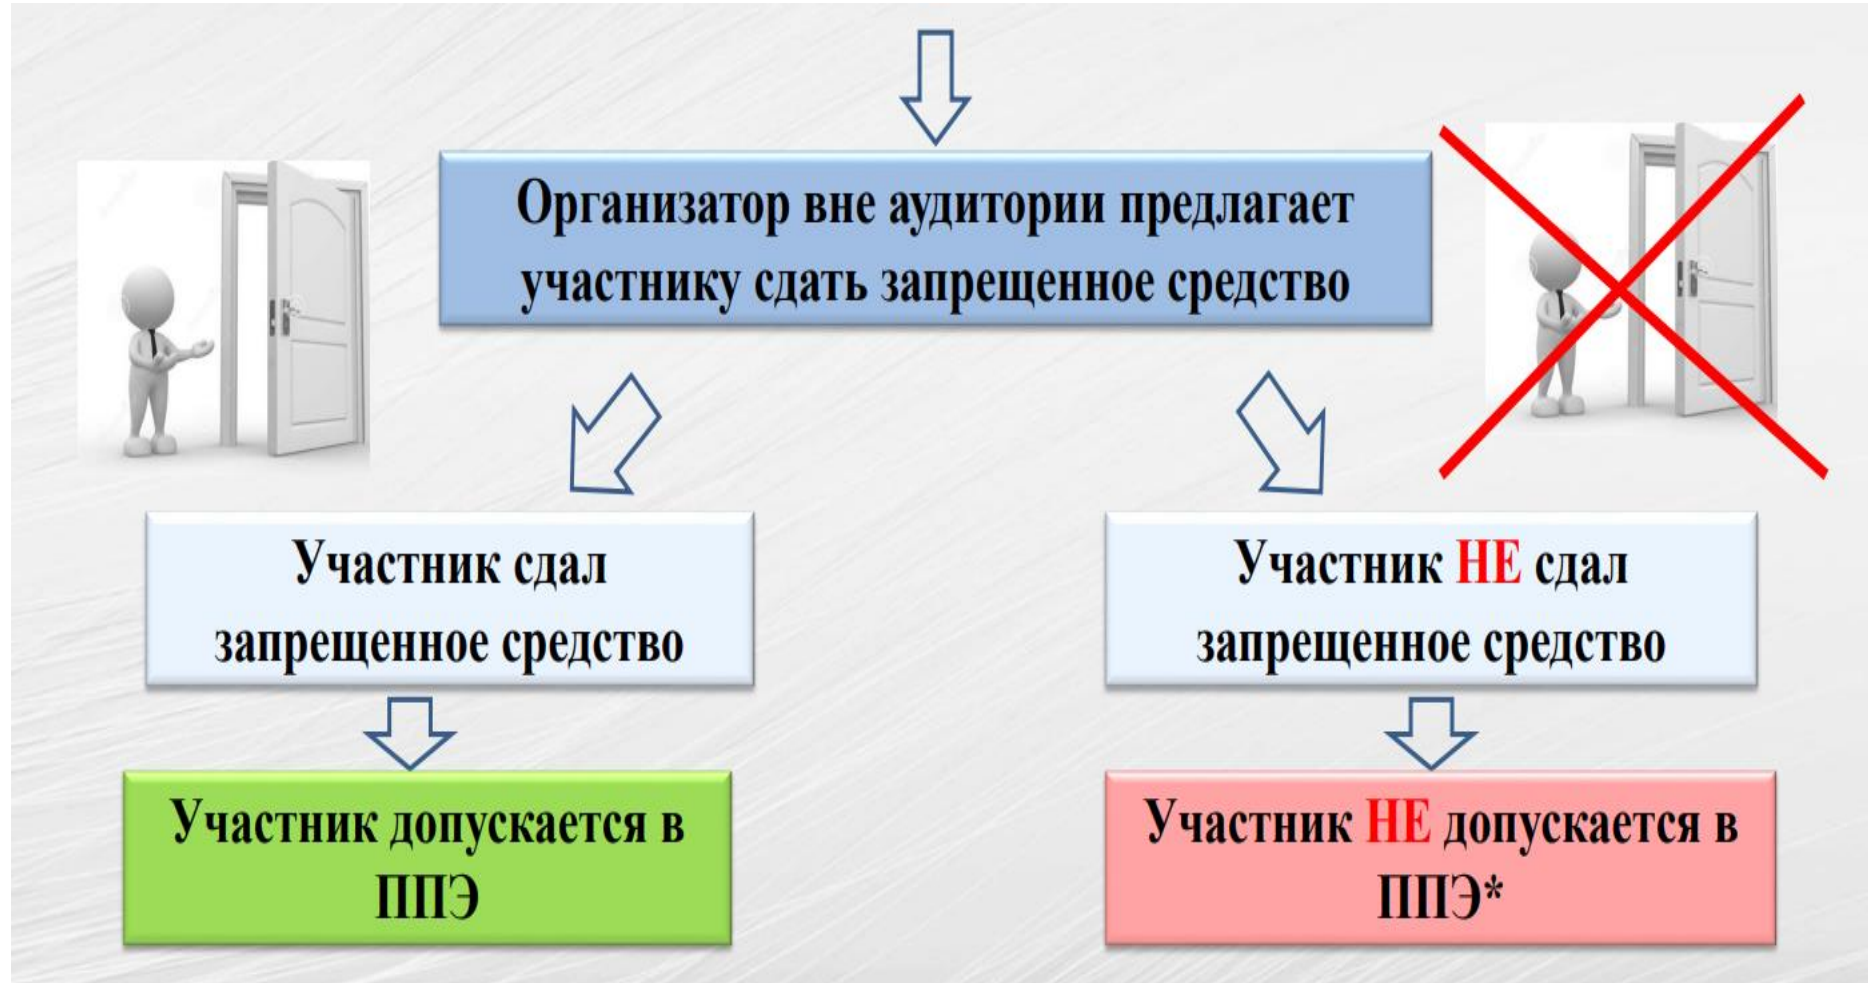 Организатор вне аудитории предлагает
участнику сдать запрещенное средство
Участник сдал
запрещенное средство
Участник НЕ сдал
запрещенное средство
Участник допускается в
ППЭ
Участник НЕ допускается в
ППЭ*